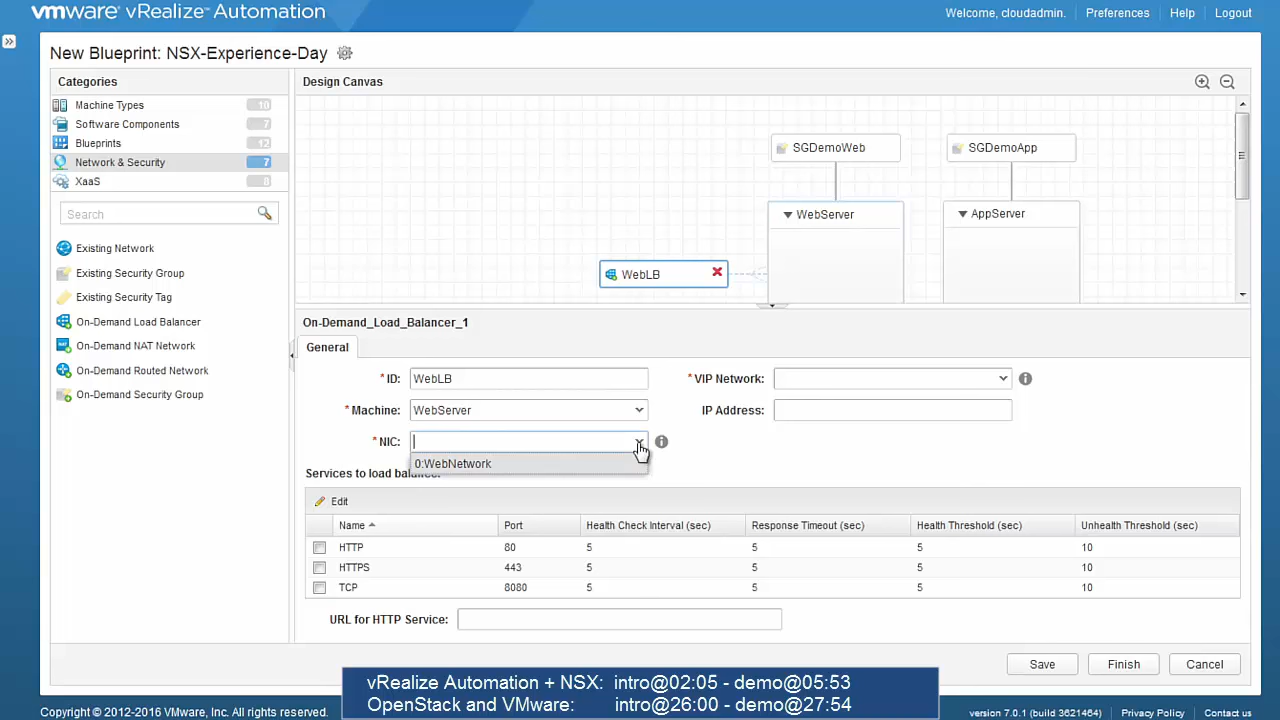 vmware® vRealize™ Automation
Welcome, cloudadmin. Preferences Help Logout
New Blueprint: NSX-Experience-Day
Categories
Machine Types 10
Software Components 7
Blueprints 12
Network & Security 7
XaaS 8
Search
Existing Network
Existing Security Group
Existing Security Tag
On-Demand Load Balancer
On-Demand NAT Network
On-Demand Routed Network
On-Demand Security Group
Design Canvas
SGDemoWeb
SGDemoApp
WebServer
AppServer
WebLB
On-Demand_Load_Balancer_1
General
*ID: WebLB
*Machine: WebServer
*NIC:
0:WebNetwork
*VIP Network:
IP Address:
Services to load balance:
Edit
Name Port Health Check Interval (sec) Response Timeout (sec) Health Threshold (sec) Unhealth Threshold (sec)
HTTP 80 5 5 5 10
HTTPS 443 5 5 5 10
TCP 8080 5 5 5 10
URL for HTTP Service:
Save Finish Cancel
vRealize Automation + NSX: intro@02:05 - demo@05:53
OpenStack and VMware: intro@26:00 - demo@27:54
Copyright © 2012-2016 VMware, Inc. All rights reserved.
version 7.0.1 (build 3621464) Privacy Policy Contact us